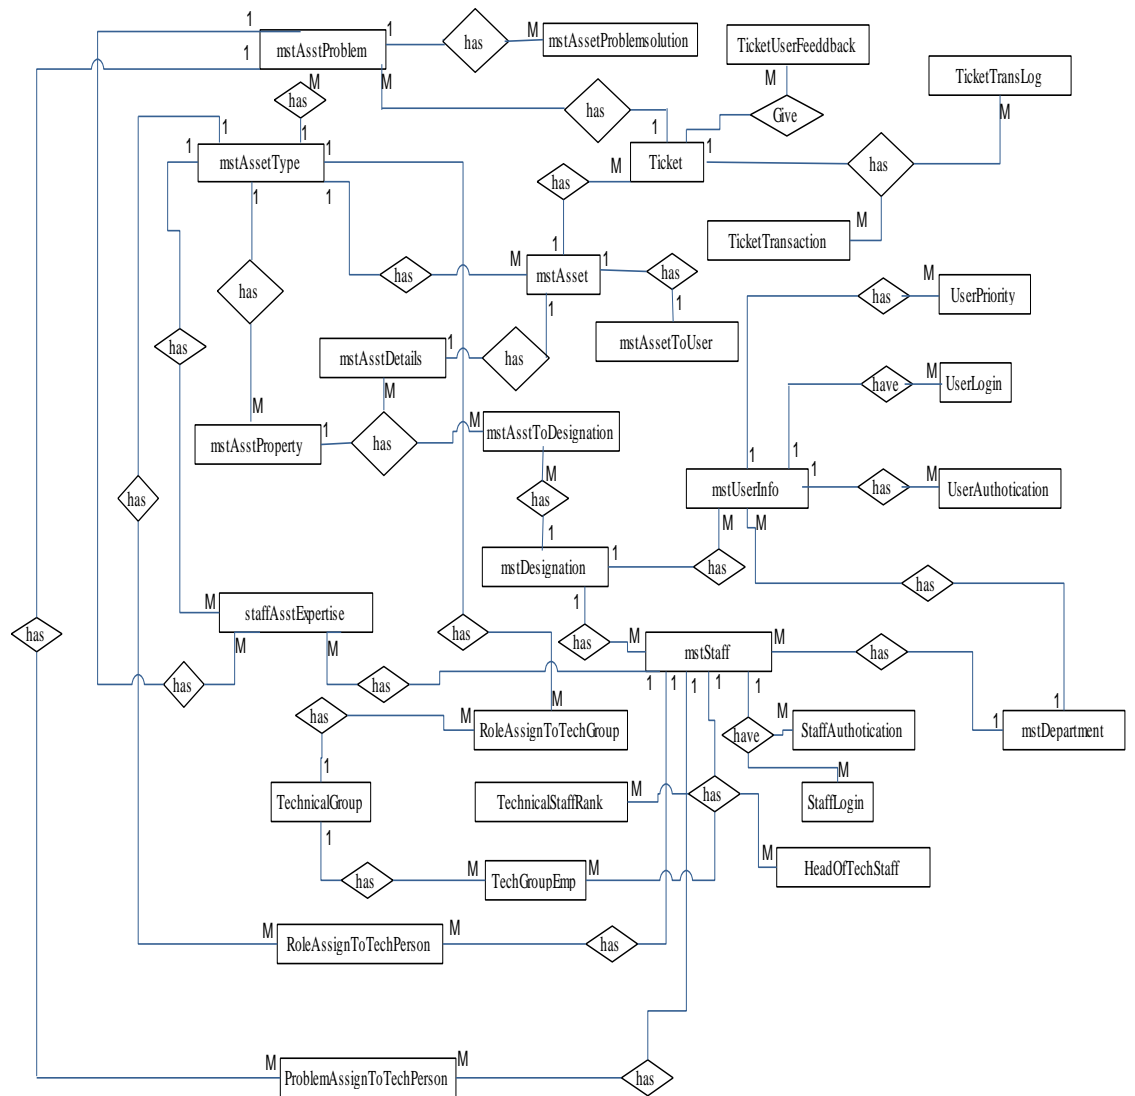 1
M
mstAsstProblem
1
has
mstAssetProblemsolution
TicketUserFeeddback
1
M
M
M
TicketTransLog
has
has
Give
M
1
1
1
1
mstAssetType
1
1
M
Ticket
1
has
has
1
1
has
M
TicketTransaction
M
1
M
mstAsset
1
has
has
has
1
1
M
has
UserPriority
mstAsstDetails
1
has
mstAssetToUser
has
M
M
have
UserLogin
M
M
mstAsstToDesignation
mstAsstProperty
1
has
1
1
1
M
mstUserInfo
has
UserAuthotication
M
has
has
M
M
1
1
mstDesignation
has
has
1
M
staffAsstExpertise
has
has
M
M
mstStaff
has
M
M
has
has
1
1
1
1
1
1
1
M
M
has
M
RoleAssignToTechGroup
have
StaffAuthotication
mstDepartment
1
M
TechnicalGroup
TechnicalStaffRank
M
has
StaffLogin
1
M
has
M
TechGroupEmp
M
HeadOfTechStaff
M
RoleAssignToTechPerson
M
has
M
ProblemAssignToTechPerson
M
has